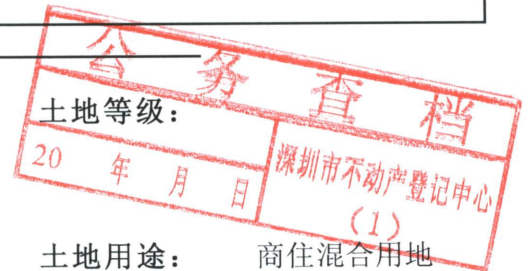 公务查档
土地等级：
20 年 月 日
深圳市不动产登记中心
（1）
土地用途： 商住混合用地